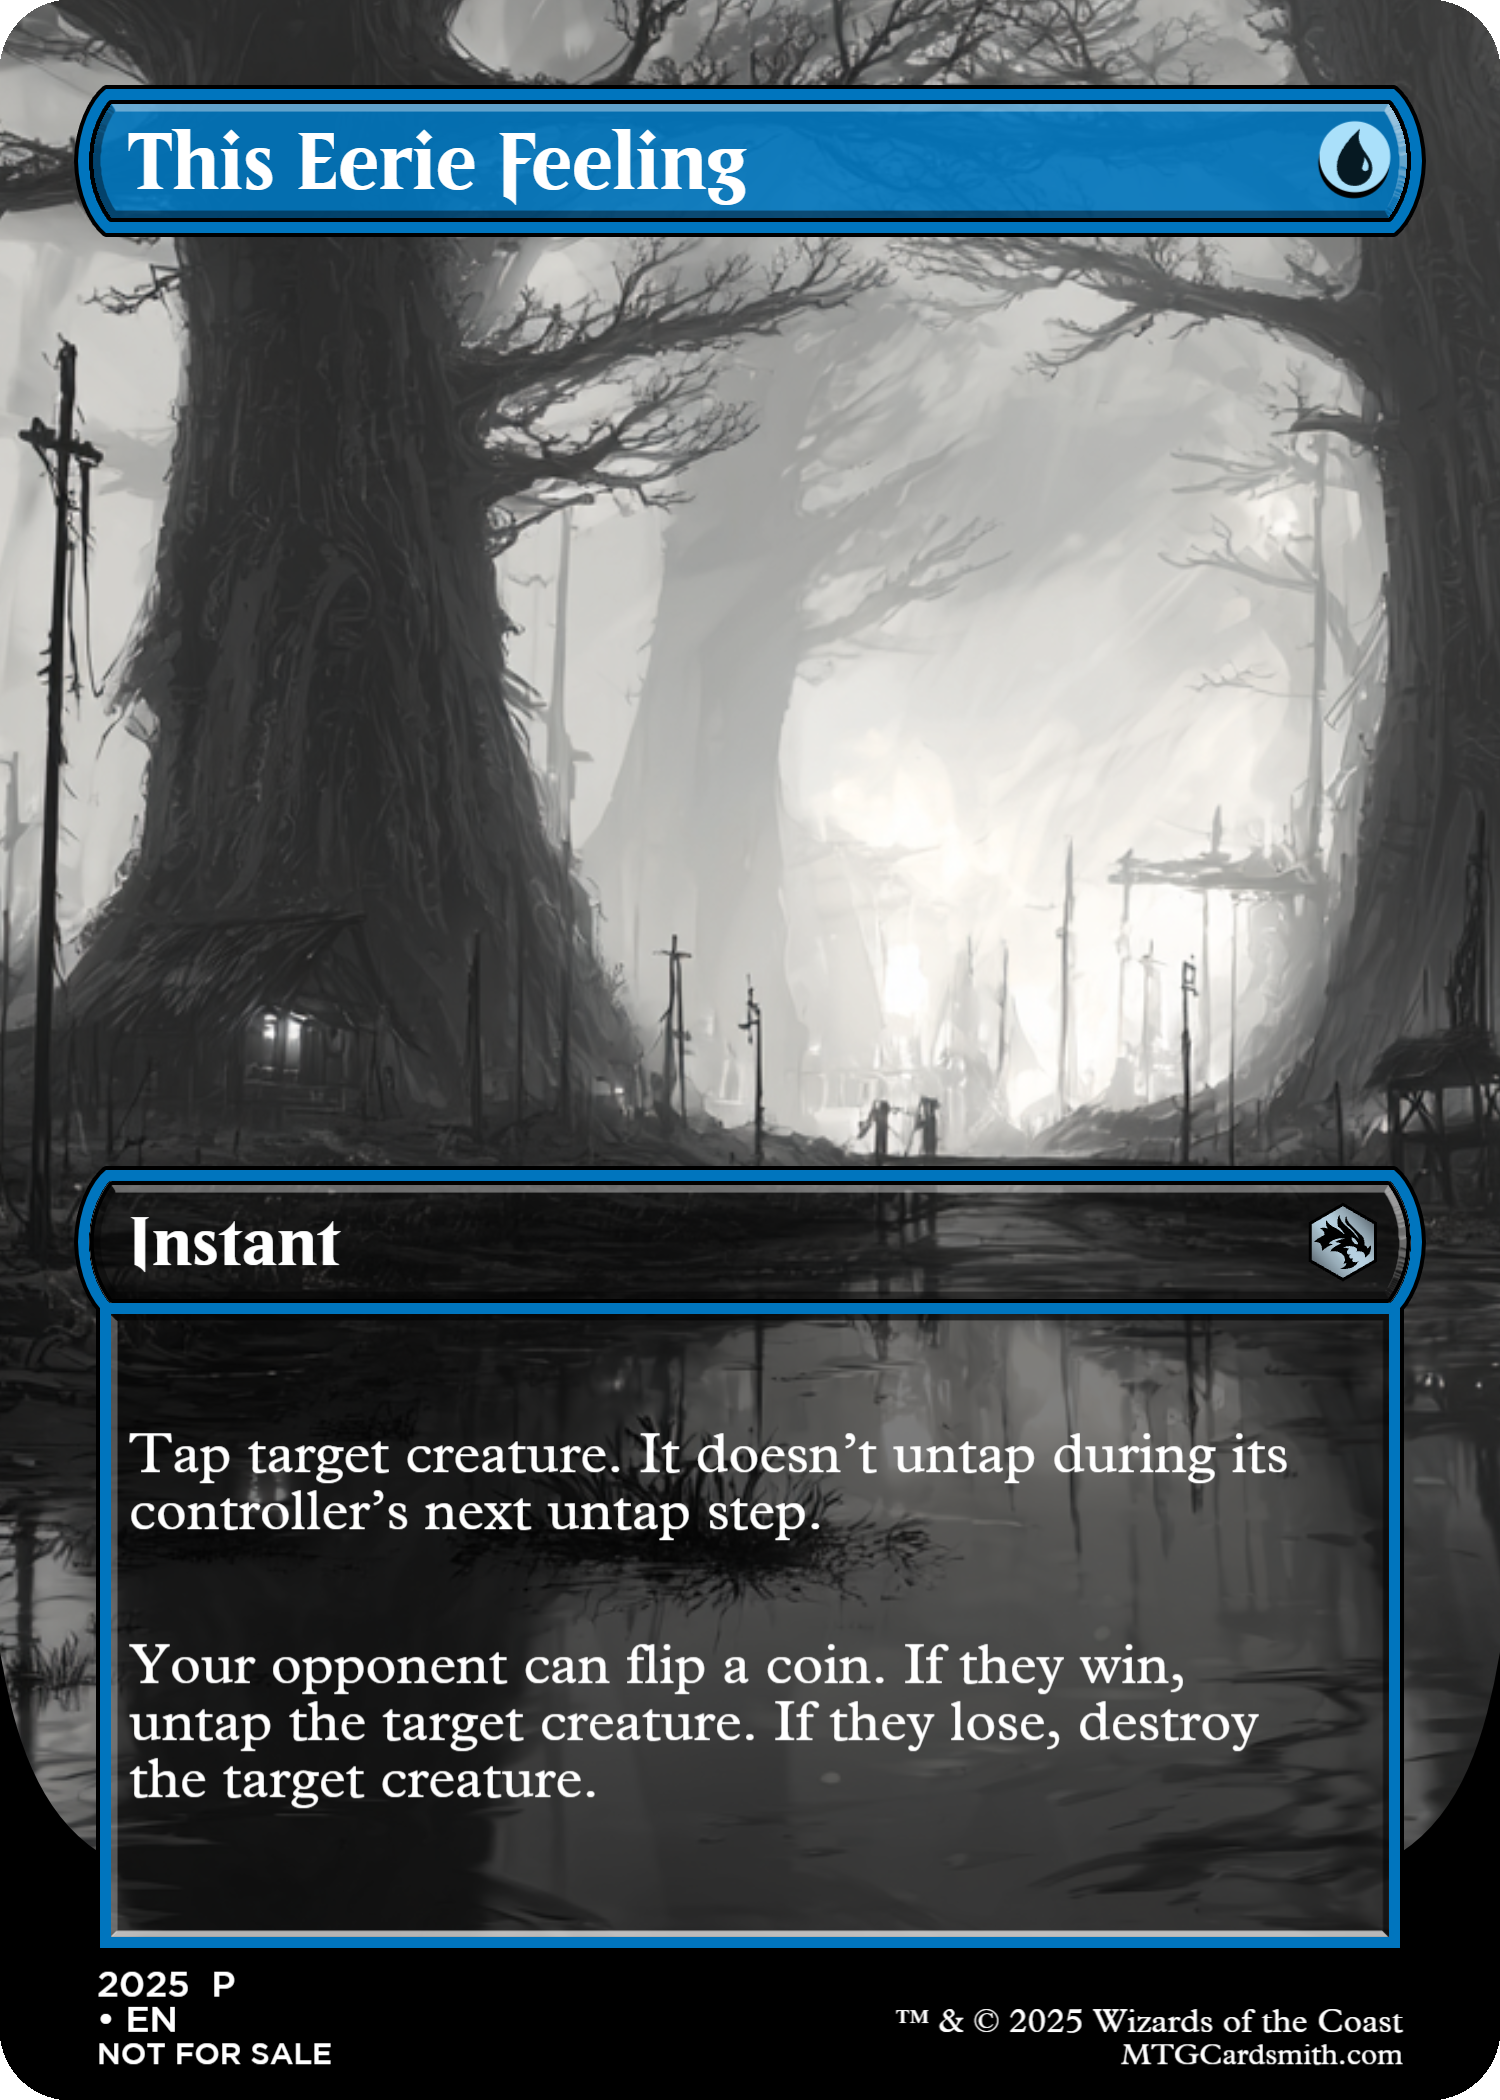 This Eerie Feeling
Instant
Tap target creature. It doesn’t untap during its
controller’s next untap step.
Your opponent can flip a coin. If they win,
untap the target creature. If they lose, destroy
the target creature.
2025 P
• EN
NOT FOR SALE
™ & © 2025 Wizards of the Coast
MTGCardsmith.com